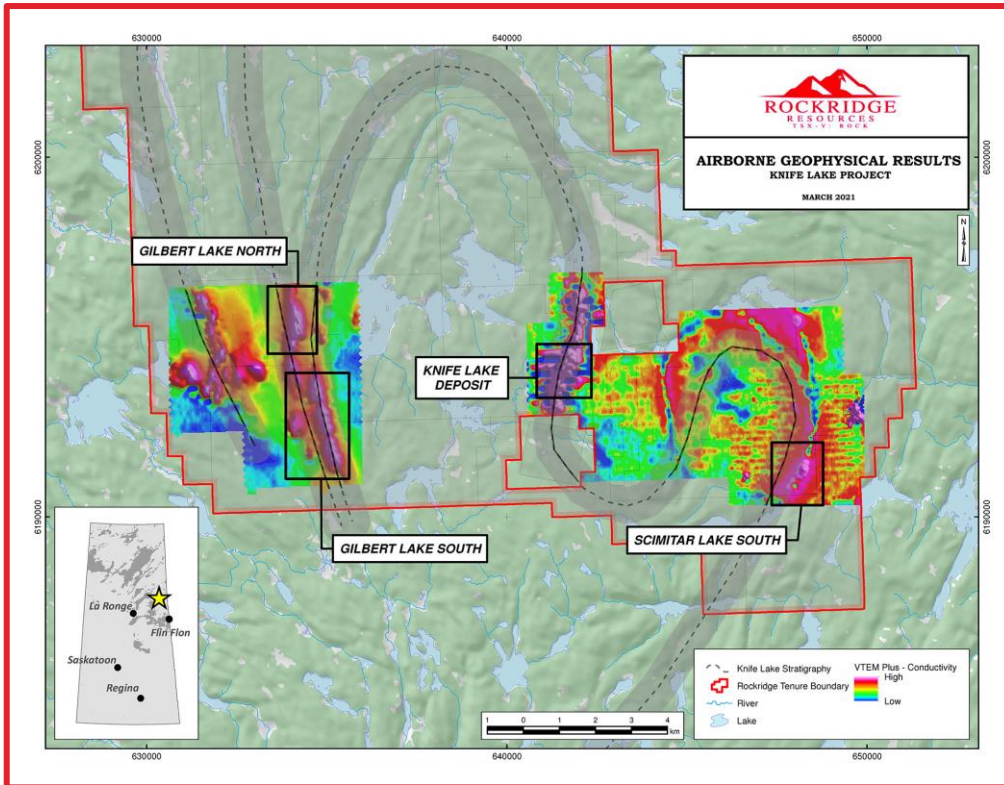 630000
640000
650000
6200000
6200000
ROCKRIDGE
RESOURCES
TSX-V: ROCK
AIRBORNE GEOPHYSICAL RESULTS
KNIFE LAKE PROJECT
MARCH 2021
N
GILBERT LAKE NORTH
KNIFE LAKE
DEPOSIT
6190000
6190000
GILBERT LAKE SOUTH
SCIMITAR LAKE SOUTH
La Ronge
Flin Flon
Saskatoon
Regina
Knife Lake Stratigraphy
Rockridge Tenure Boundary
River
Lake
VTEM Plus - Conductivity
High
Low
1 0 1 2 3 4
km
630000
640000
650000